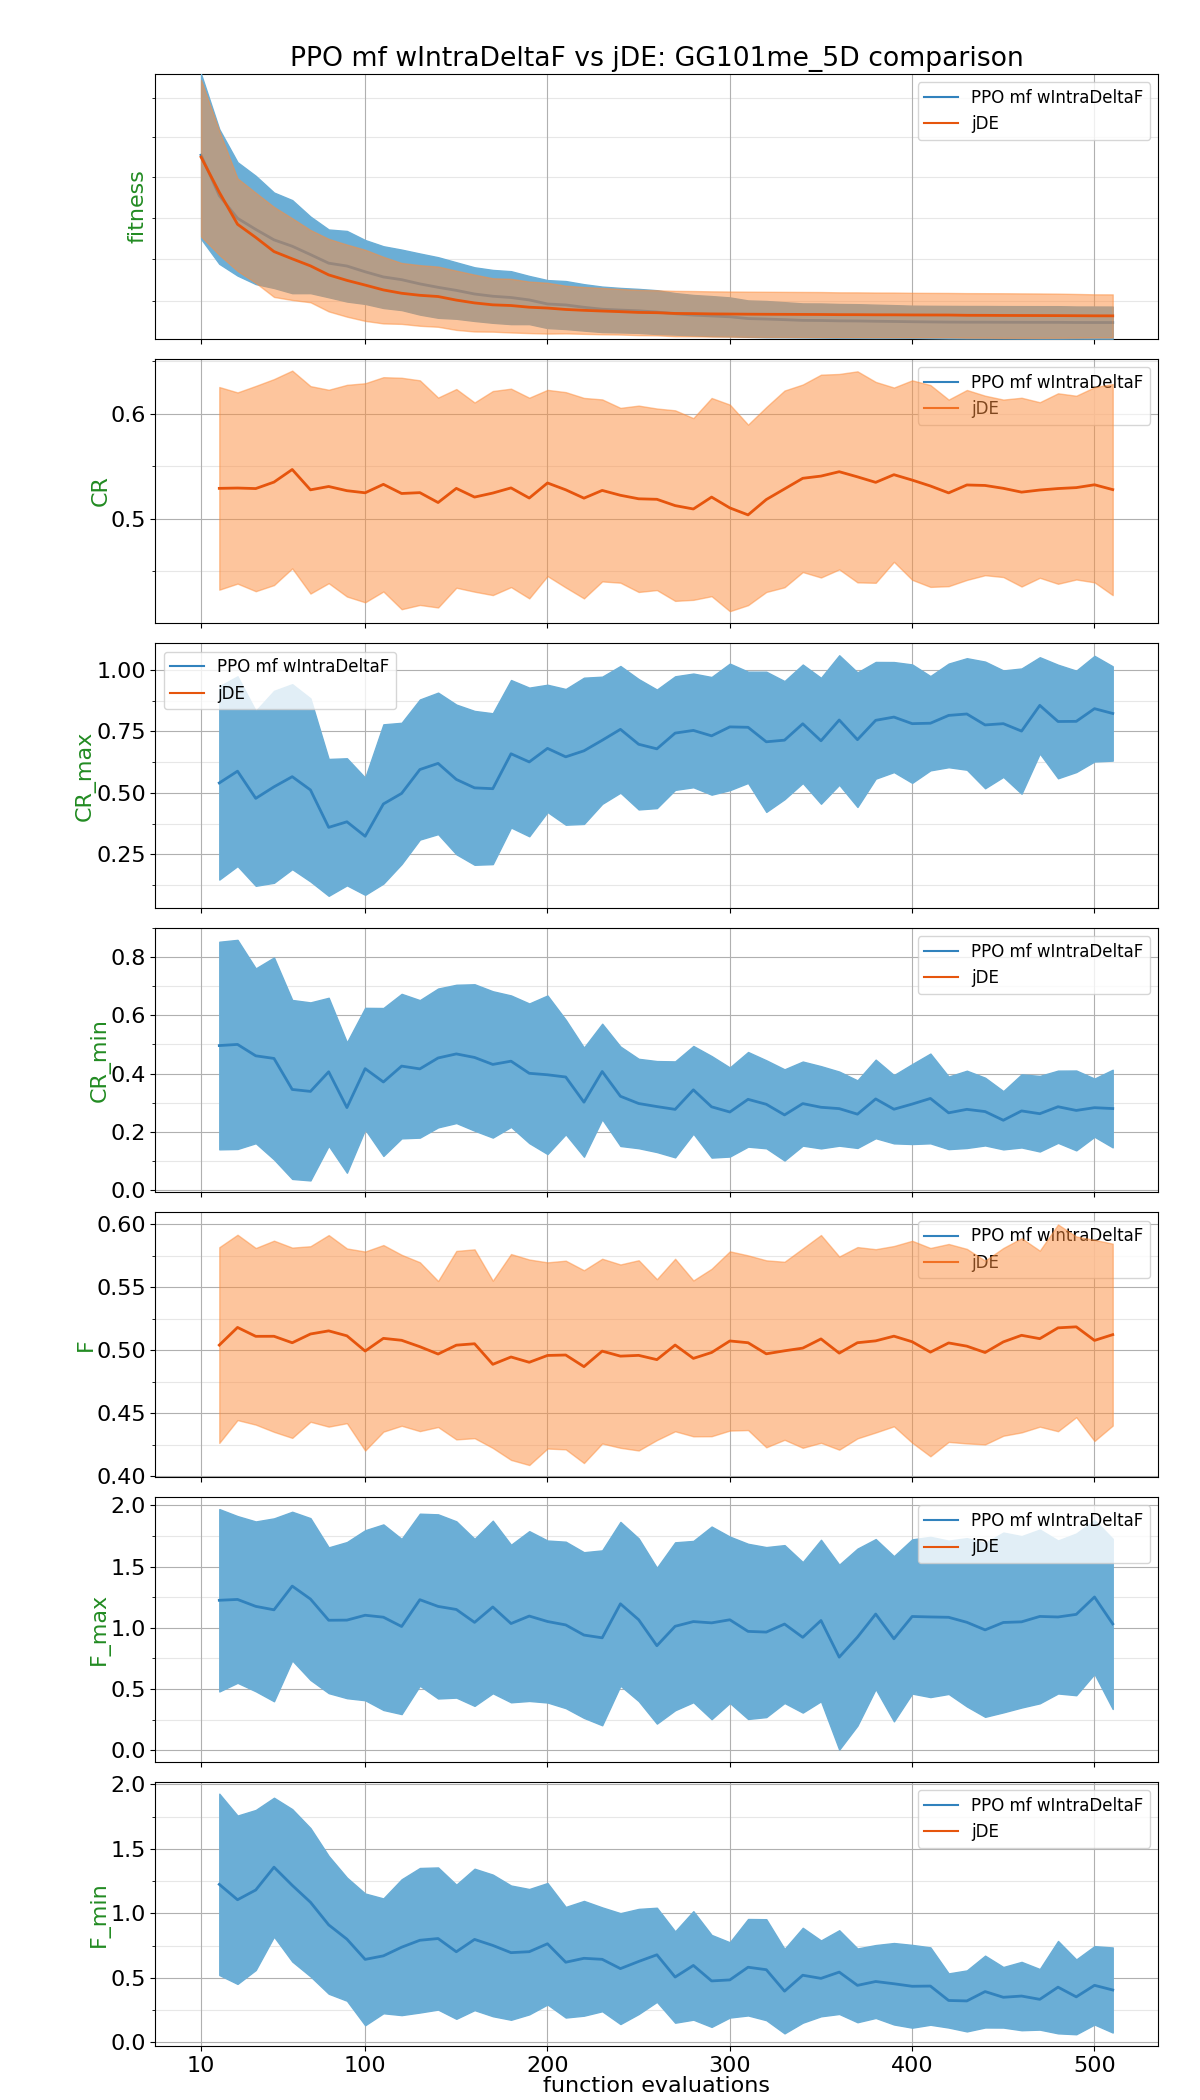 PPO mf wIntraDeltaF vs jDE: GG101me_5D comparison
fitness
PPO mf wIntraDeltaF
jDE
CR
0.6
0.5
PPO mf wIntraDeltaF
jDE
CR_max
1.00
0.75
0.50
0.25
PPO mf wIntraDeltaF
jDE
CR_min
0.8
0.6
0.4
0.2
0.0
PPO mf wIntraDeltaF
jDE
F
0.60
0.55
0.50
0.45
0.40
PPO mf wIntraDeltaF
jDE
F_max
2.0
1.5
1.0
0.5
0.0
PPO mf wIntraDeltaF
jDE
F_min
2.0
1.5
1.0
0.5
0.0
PPO mf wIntraDeltaF
jDE
10 100 200 300 400 500
function evaluations